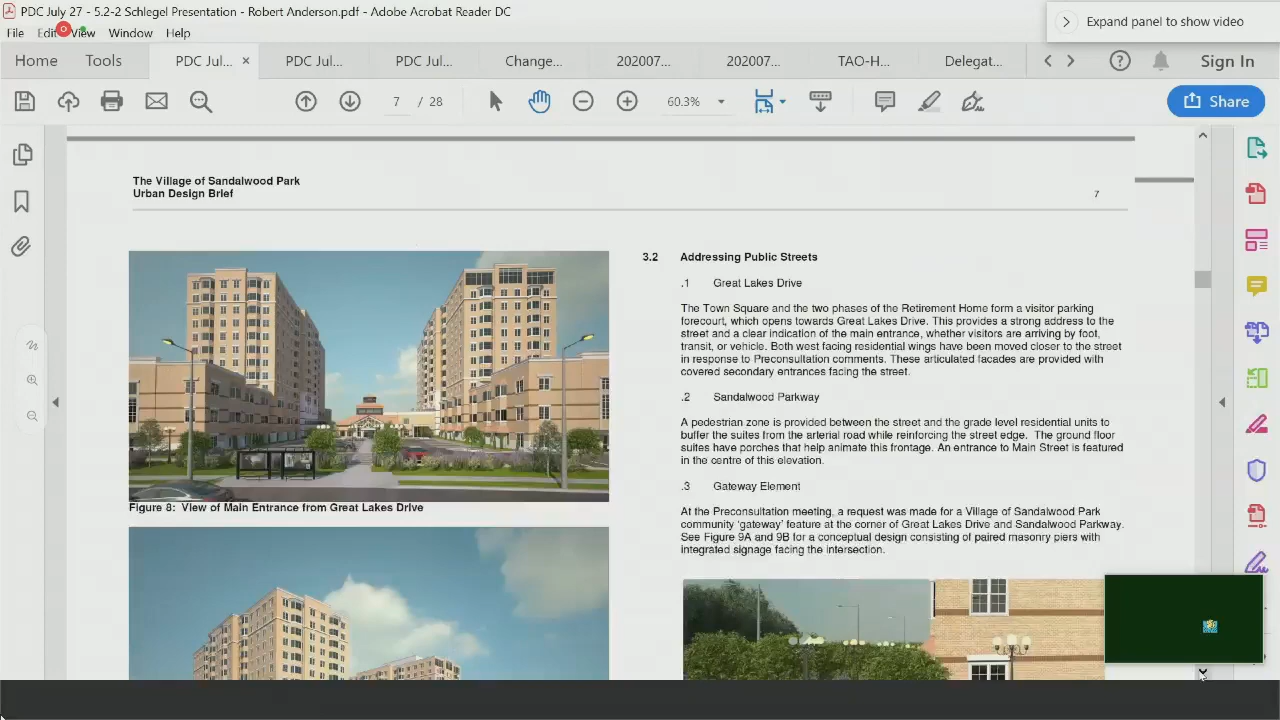 PDC July 27 - 5.2-2 Schlegel Presentation - Robert Anderson.pdf - Adobe Acrobat Reader DC
Expand panel to show video
File Edit View Window Help
Home Tools PDC Jul... × PDC Jul... PDC Jul... Change... 202007... 202007... TAO-H... Delegat... Sign In
7 / 28 60.3% Share
The Village of Sandalwood Park
Urban Design Brief
7
Figure 8: View of Main Entrance from Great Lakes Drive
3.2 Addressing Public Streets
.1 Great Lakes Drive
The Town Square and the two phases of the Retirement Home form a visitor parking
forecourt, which opens towards Great Lakes Drive. This provides a strong address to the
street and a clear indication of the main entrance, whether visitors are arriving by foot,
transit, or vehicle. Both west facing residential wings have been moved closer to the street
in response to Preconsultation comments. These articulated facades are provided with
covered secondary entrances facing the street.
.2 Sandalwood Parkway
A pedestrian zone is provided between the street and the grade level residential units to
buffer the suites from the arterial road while reinforcing the street edge. The ground floor
suites have porches that help animate this frontage. An entrance to Main Street is featured
in the centre of this elevation.
.3 Gateway Element
At the Preconsultation meeting, a request was made for a Village of Sandalwood Park
community 'gateway' feature at the corner of Great Lakes Drive and Sandalwood Parkway.
See Figure 9A and 9B for a conceptual design consisting of paired masonry piers with
integrated signage facing the intersection.